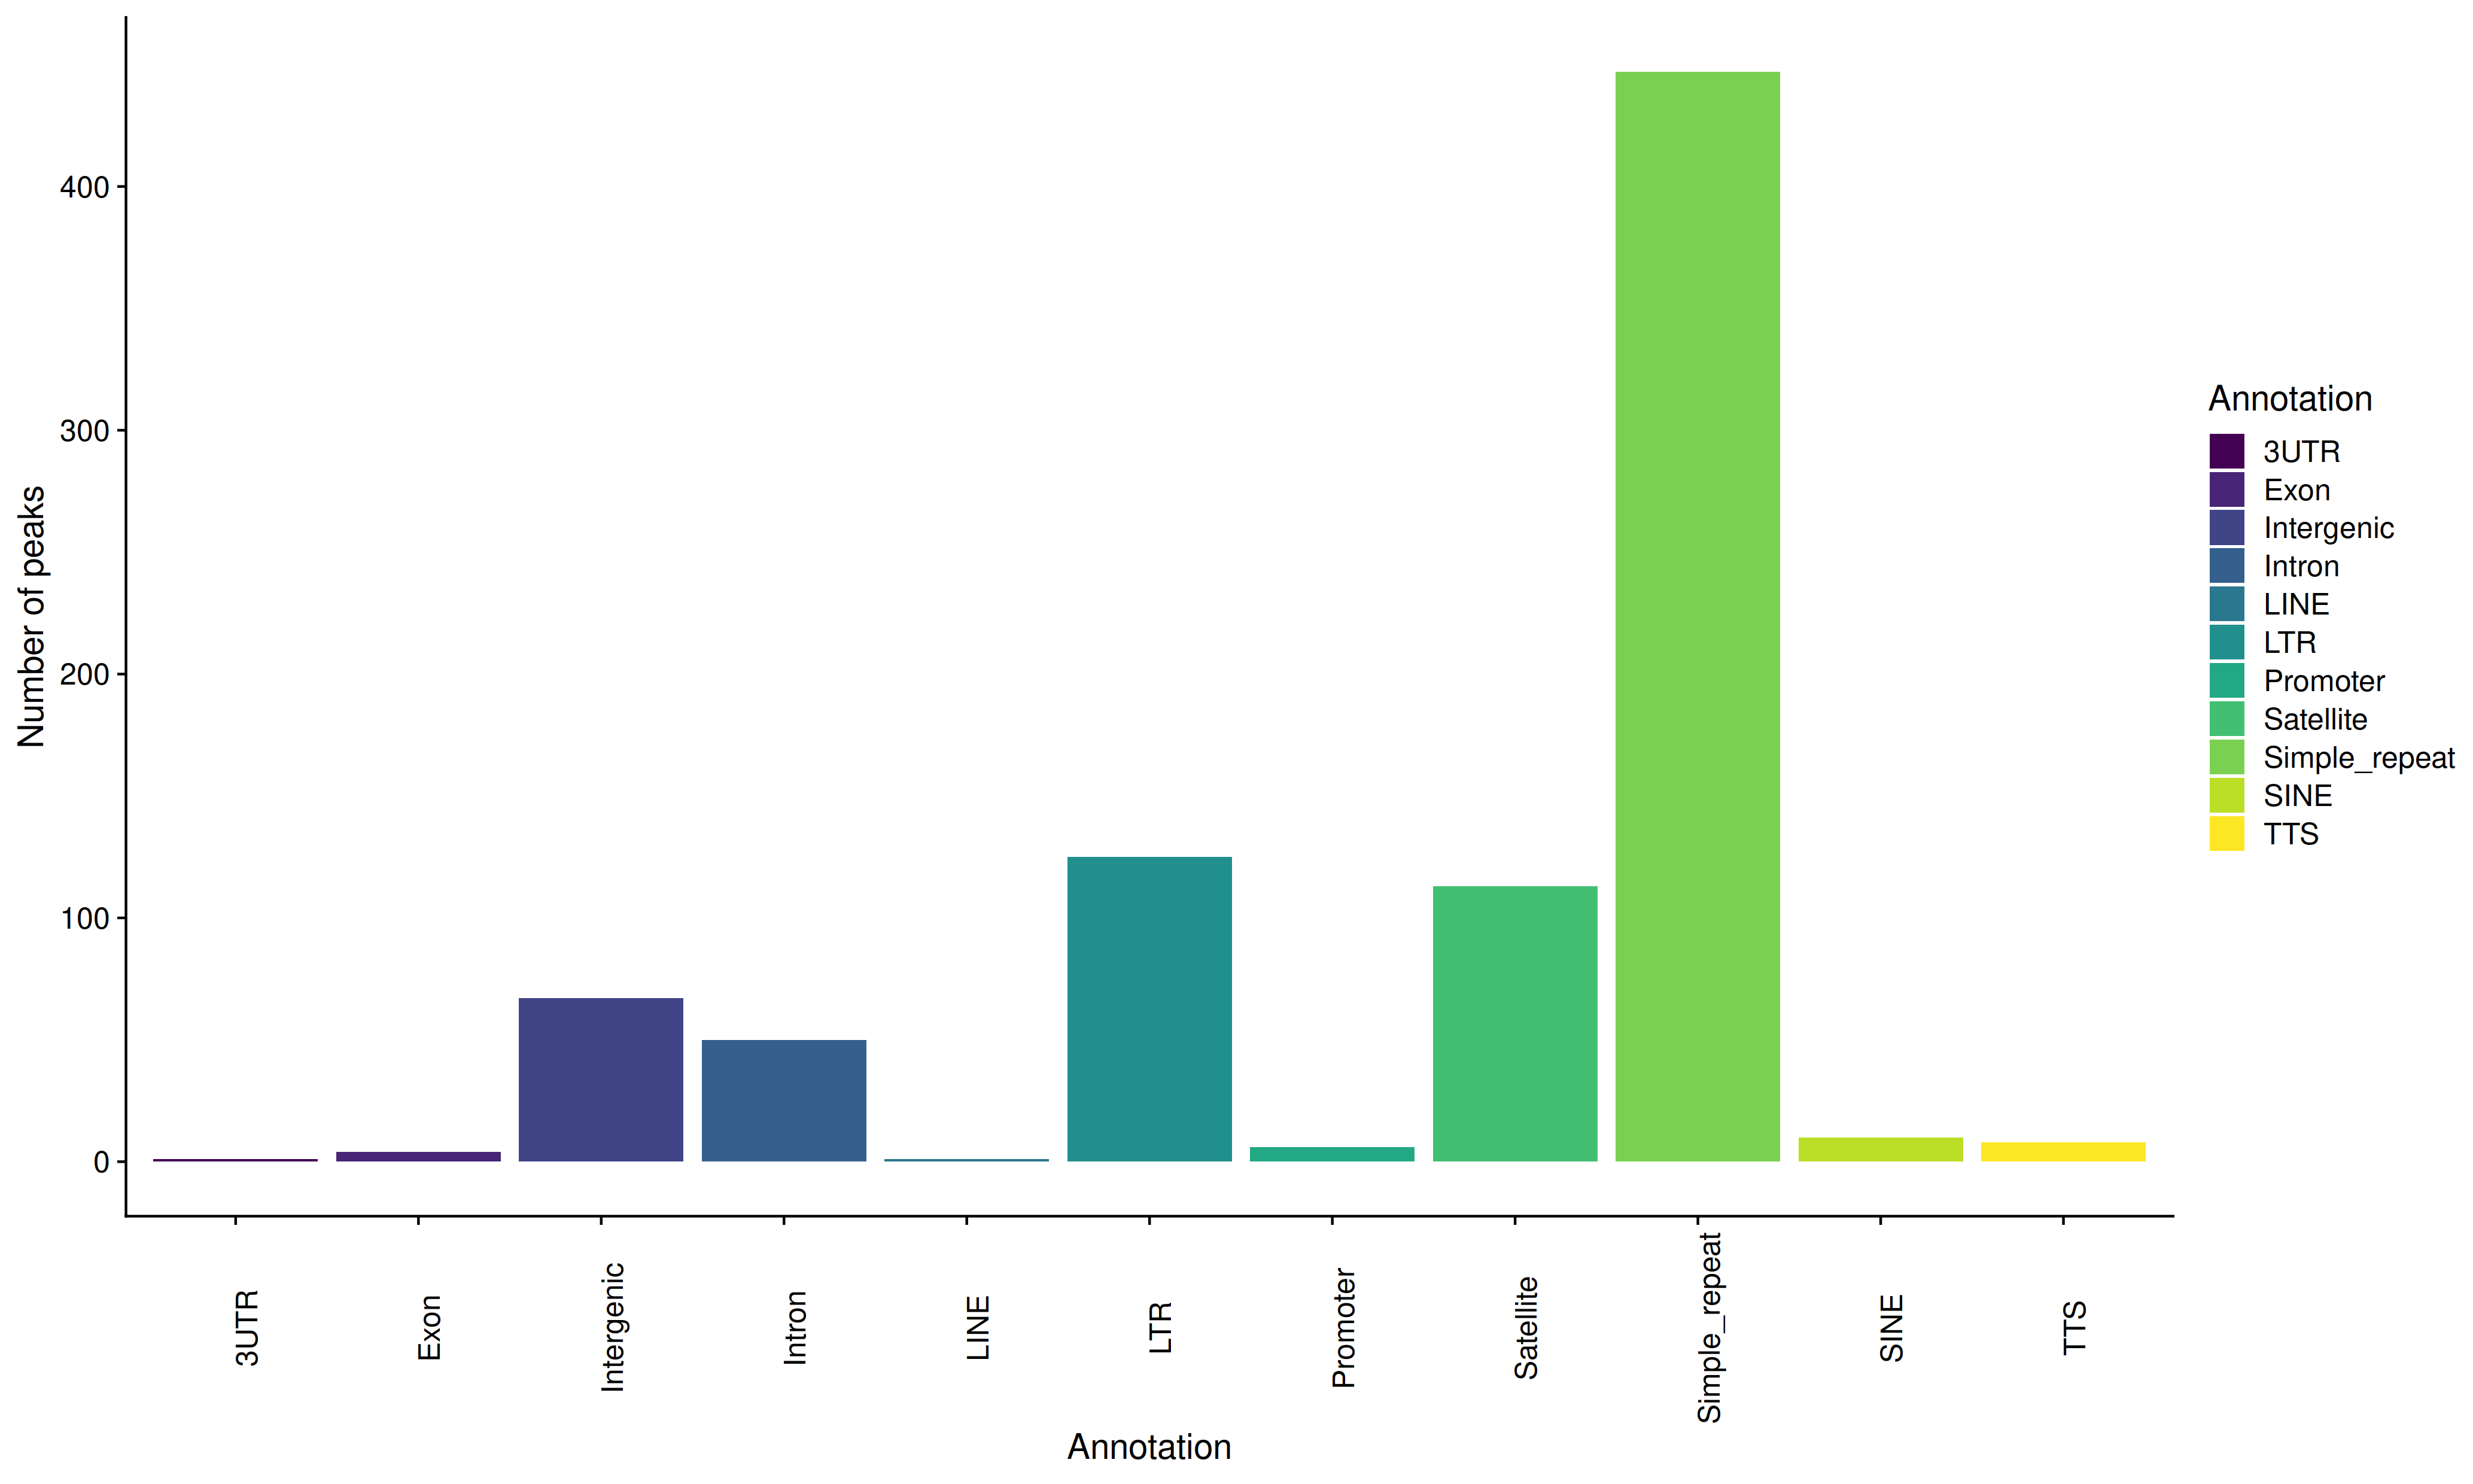 Number of peaks
400
300
200
100
0
3UTR
Exon
Intergenic
Intron
LINE
LTR
Promoter
Satellite
Simple_repeat
SINE
TTS
Annotation
Annotation
3UTR
Exon
Intergenic
Intron
LINE
LTR
Promoter
Satellite
Simple_repeat
SINE
TTS